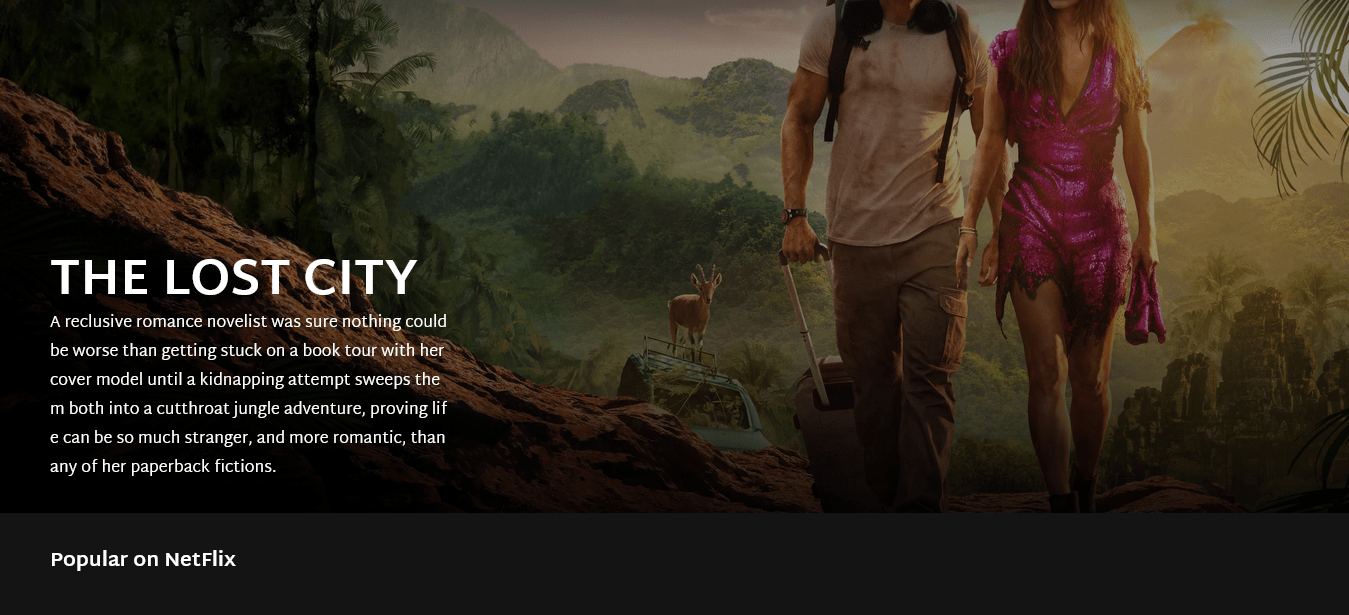 THE LOST CITY
A reclusive romance novelist was sure nothing could
be worse than getting stuck on a book tour with her
cover model until a kidnapping attempt sweeps the
m both into a cutthroat jungle adventure, proving lif
e can be so much stranger, and more romantic, than
any of her paperback fictions.
Popular on NetFlix